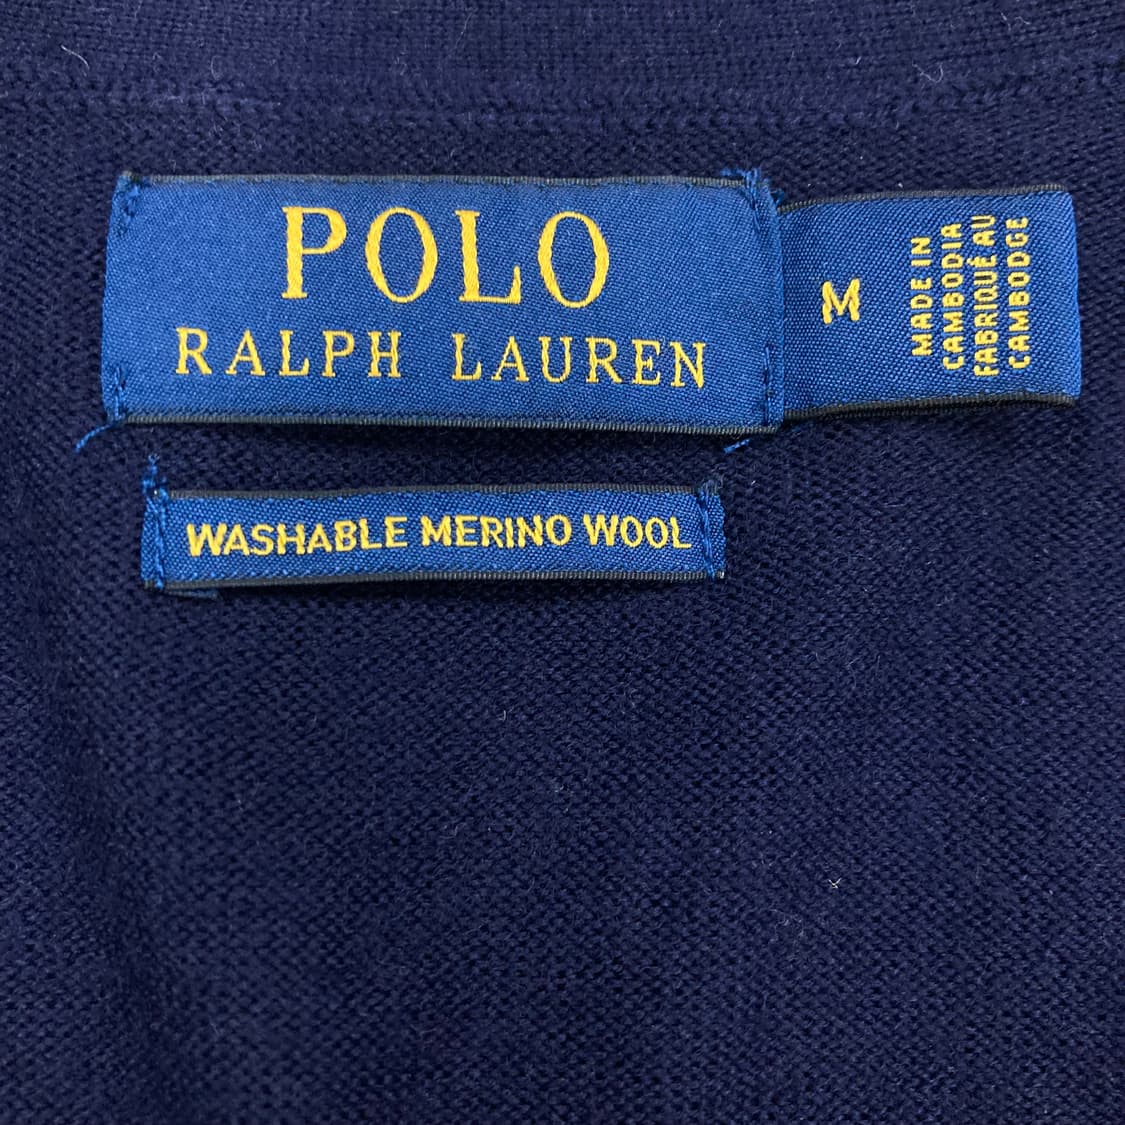 POLO
RALPH LAUREN
M
MADE IN
CAMBODIA
FABRIQUÉ AU
CAMBODGE
WASHABLE MERINO WOOL